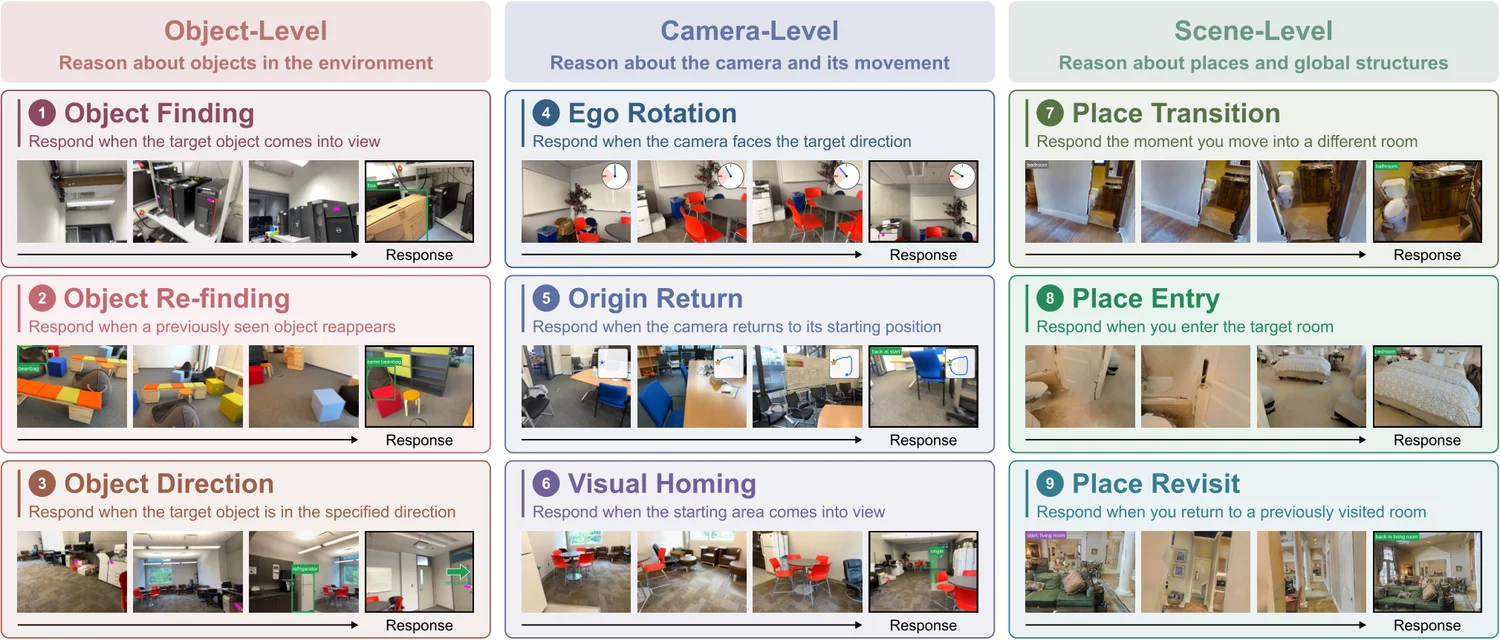 Object-Level
Reason about objects in the environment
1 Object Finding
Respond when the target object comes into view
box
Response
2 Object Re-finding
Respond when a previously seen object reappears
beanbag
same beanbag
Response
3 Object Direction
Respond when the target object is in the specified direction
refrigerator
Response
Camera-Level
Reason about the camera and its movement
4 Ego Rotation
Respond when the camera faces the target direction
Response
5 Origin Return
Respond when the camera returns to its starting position
back at start
Response
6 Visual Homing
Respond when the starting area comes into view
origin
Response
Scene-Level
Reason about places and global structures
7 Place Transition
Respond the moment you move into a different room
bedroom
bathroom
Response
8 Place Entry
Respond when you enter the target room
bedroom
Response
9 Place Revisit
Respond when you return to a previously visited room
start: living room
back in living room
Response